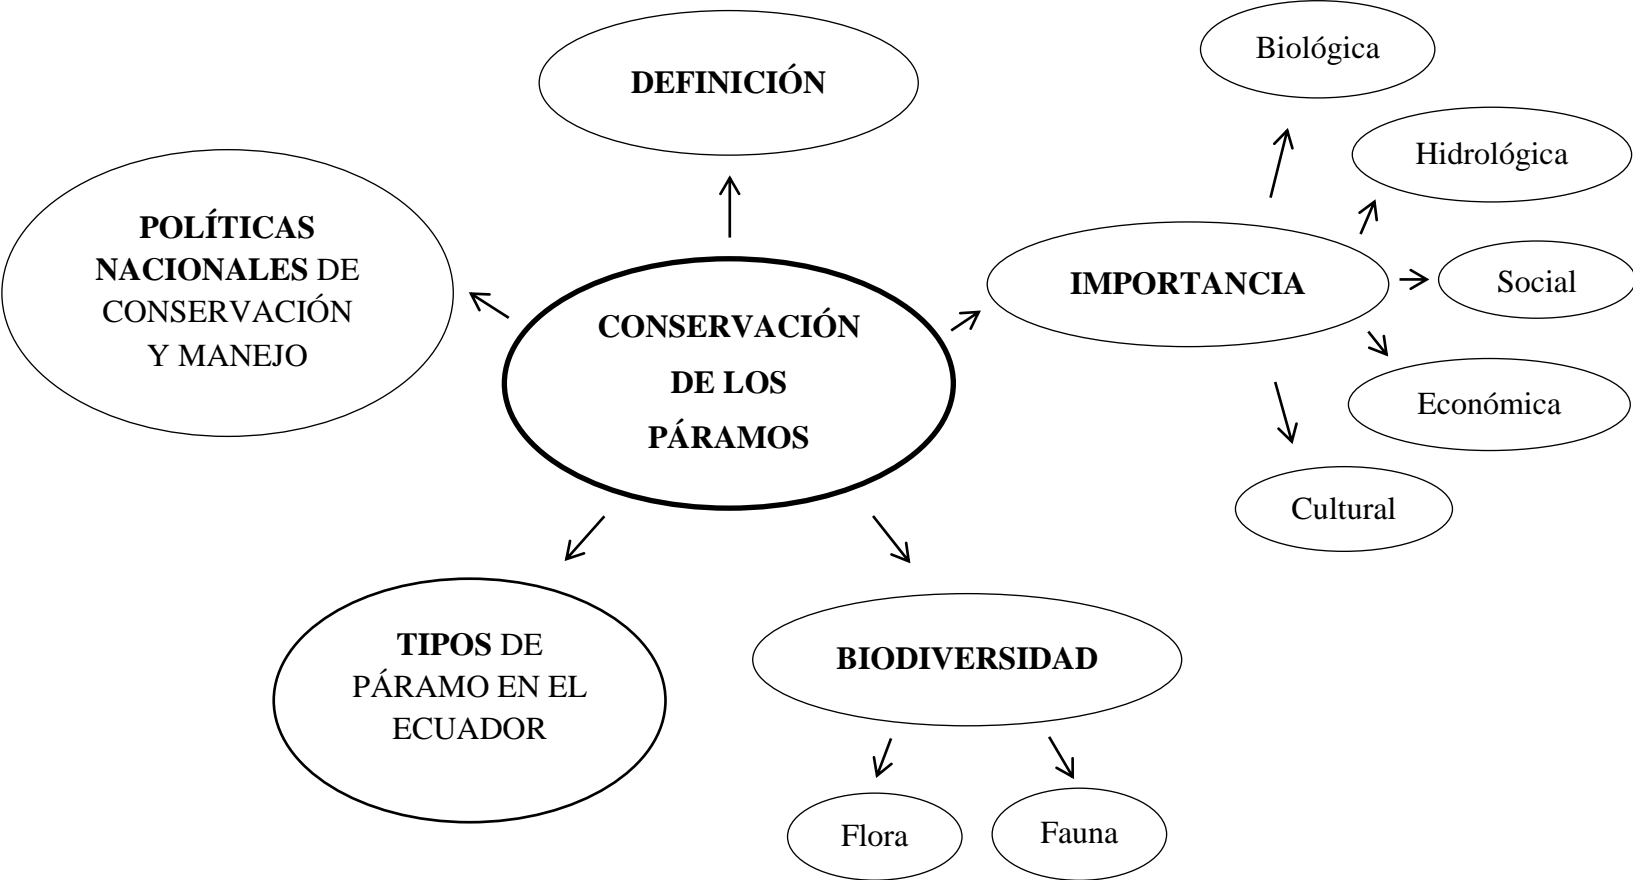 Biológica
DEFINICIÓN
Hidrológica
POLÍTICAS
NACIONALES DE
CONSERVACIÓN
Y MANEJO
IMPORTANCIA
Social
CONSERVACIÓN
DE LOS
PÁRAMOS
Económica
Cultural
TIPOS DE
PÁRAMO EN EL
ECUADOR
BIODIVERSIDAD
Flora
Fauna